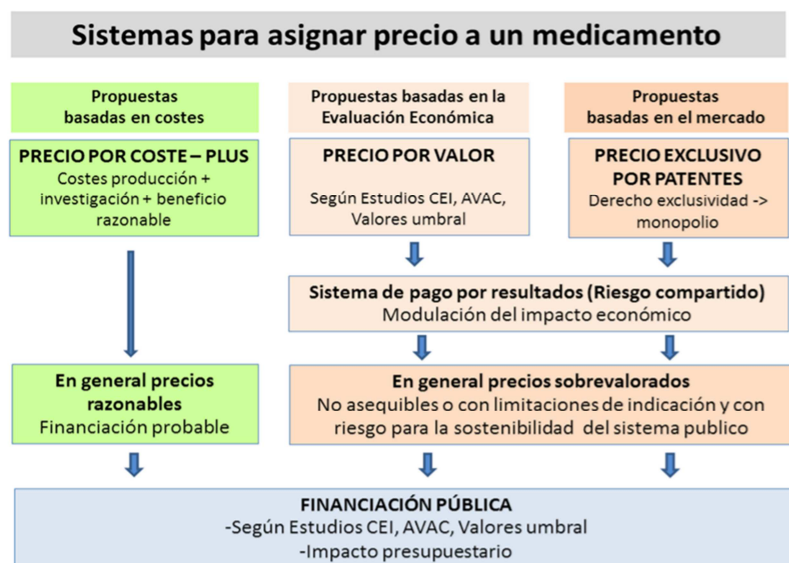 Sistemas para asignar precio a un medicamento
Propuestas
basadas en costes
PRECIO POR COSTE – PLUS
Costes producción +
investigación + beneficio
razonable
Propuestas basadas en la
Evaluación Económica
PRECIO POR VALOR
Según Estudios CEI, AVAC,
Valores umbral
Propuestas
basadas en el mercado
PRECIO EXCLUSIVO
POR PATENTES
Derecho exclusividad ->
monopolio
Sistema de pago por resultados (Riesgo compartido)
Modulación del impacto económico
En general precios
razonables
Financiación probable
En general precios sobrevalorados
No asequibles o con limitaciones de indicación y con
riesgo para la sostenibilidad del sistema publico
FINANCIACIÓN PÚBLICA
-Según Estudios CEI, AVAC, Valores umbral
-Impacto presupuestario